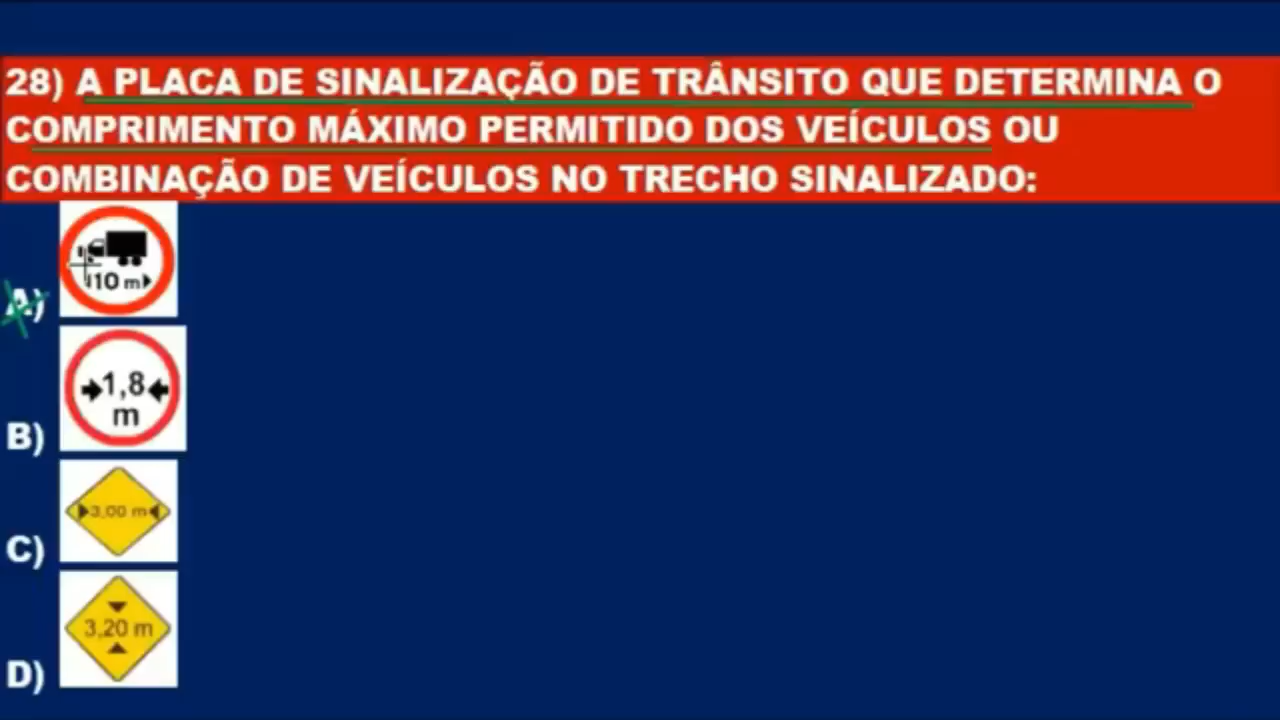 28) A PLACA DE SINALIZAÇÃO DE TRÂNSITO QUE DETERMINA O
COMPRIMENTO MÁXIMO PERMITIDO DOS VEÍCULOS OU
COMBINAÇÃO DE VEÍCULOS NO TRECHO SINALIZADO:
10 m
A)
1,8
m
B)
3,00 m
C)
3,20 m
D)